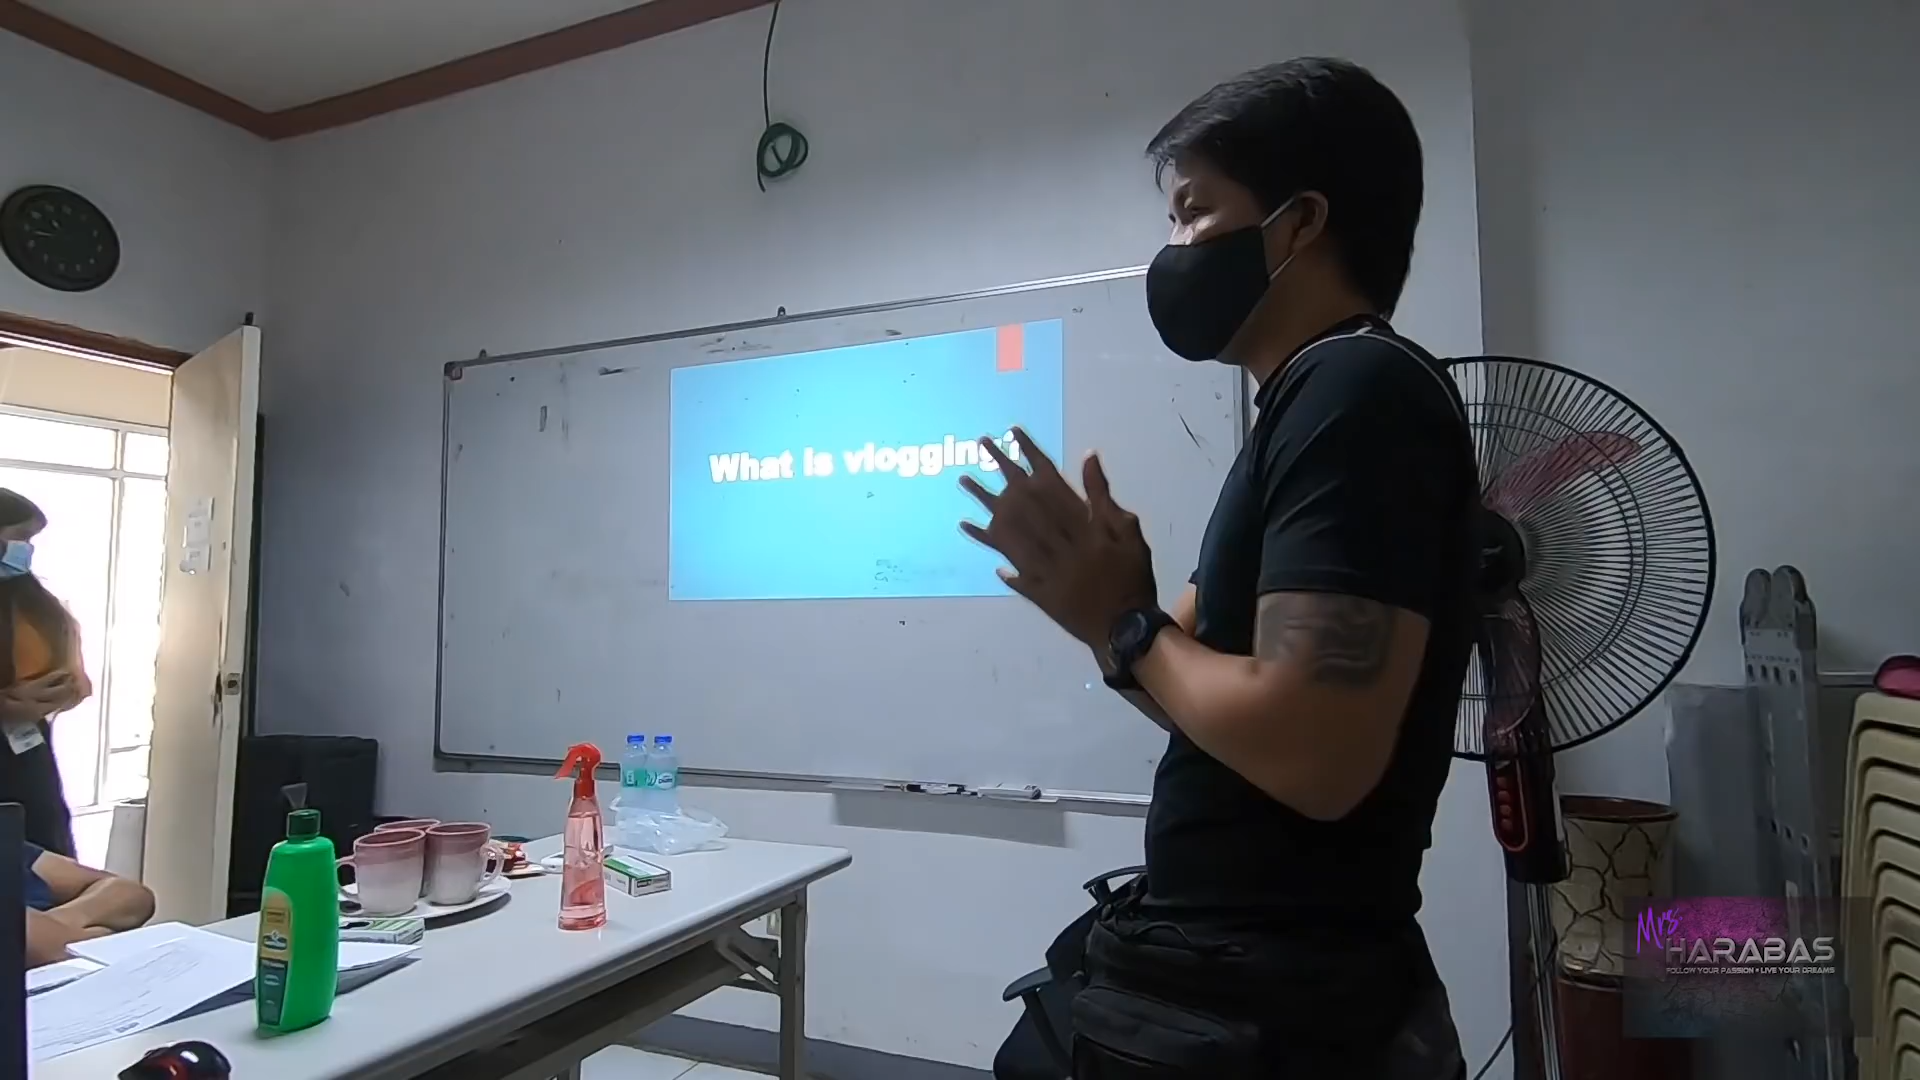 What is vlogging?
Mrs.
HARABAS
FOLLOW YOUR PASSION • LIVE YOUR DREAMS